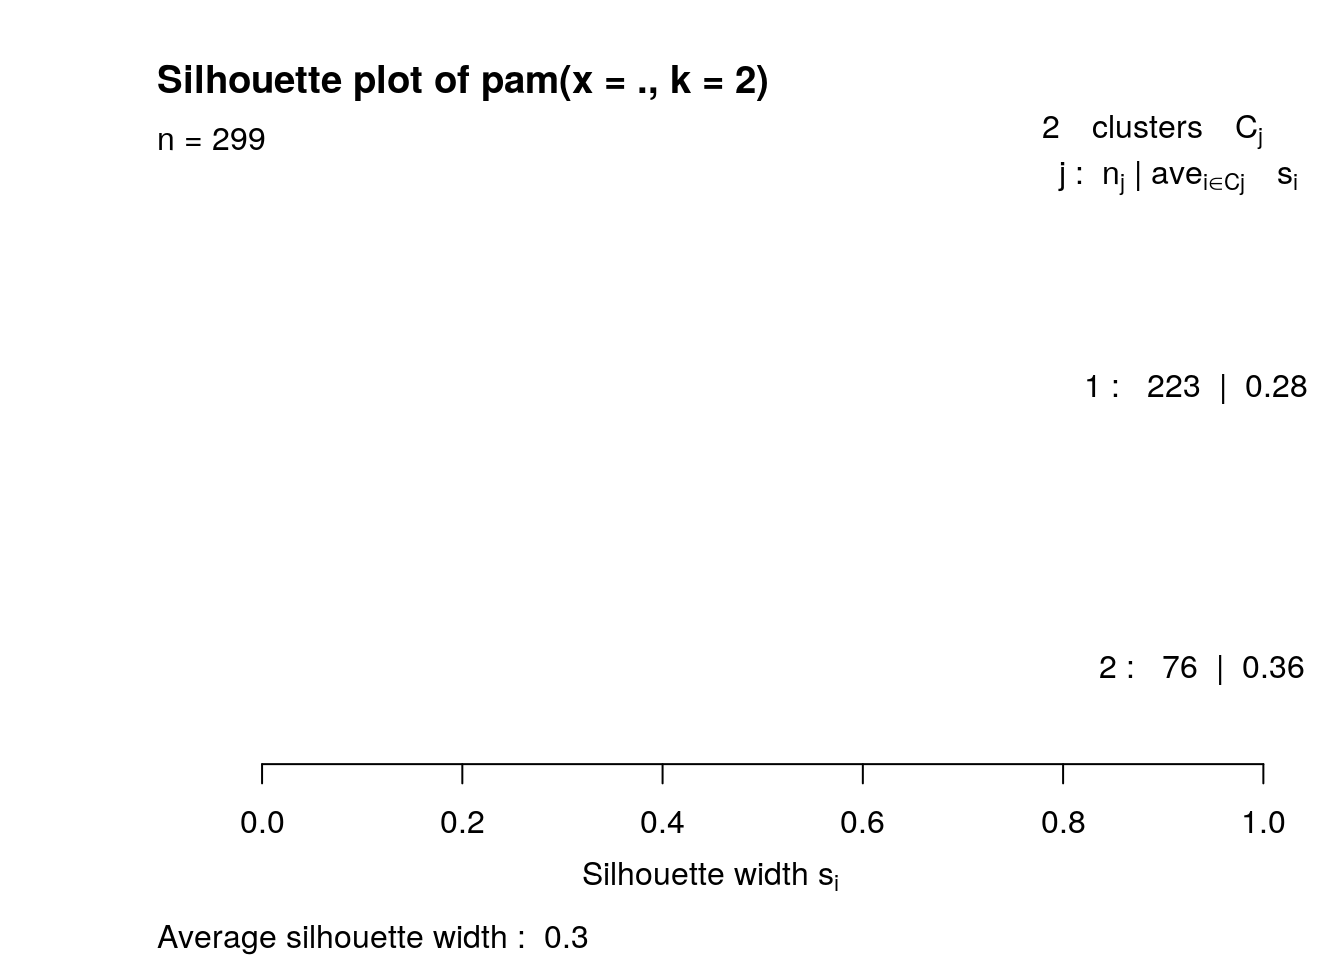 Silhouette plot of pam(x = ., k = 2)
n = 299
2 clusters Cj
j : nj | avei∈Cj si
1 : 223 | 0.28
2 : 76 | 0.36
0.0 0.2 0.4 0.6 0.8 1.0
Silhouette width si
Average silhouette width : 0.3